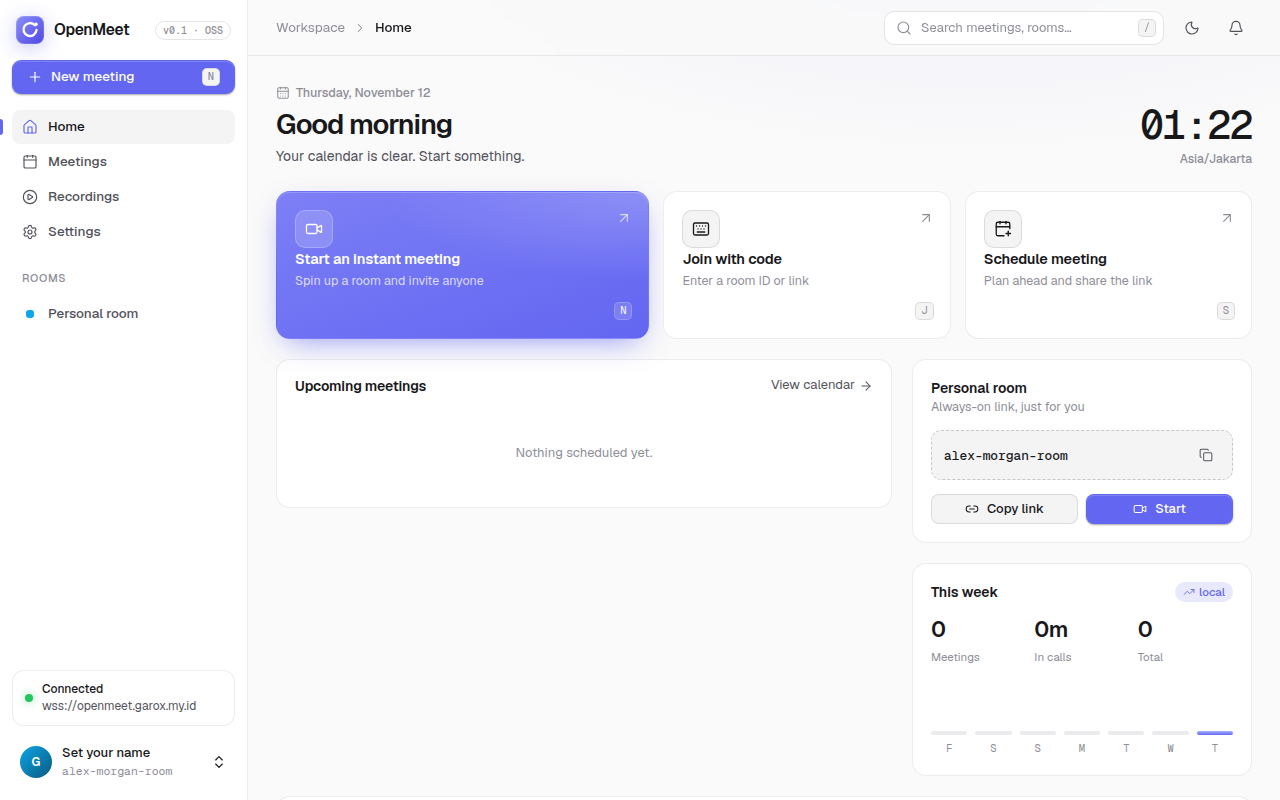 OpenMeet
v0.1 · OSS
New meeting
N
Home
Meetings
Recordings
Settings
ROOMS
Personal room
Connected
wss://openmeet.garox.my.id
G
Set your name
alex-morgan-room
Workspace > Home
Search meetings, rooms…
/
Thursday, November 12
Good morning
Your calendar is clear. Start something.
01:22
Asia/Jakarta
Start an instant meeting
Spin up a room and invite anyone
N
Join with code
Enter a room ID or link
J
Schedule meeting
Plan ahead and share the link
S
Upcoming meetings
View calendar →
Nothing scheduled yet.
Personal room
Always-on link, just for you
alex-morgan-room
Copy link
Start
This week
local
0 0m 0
Meetings In calls Total
F S S M T W T